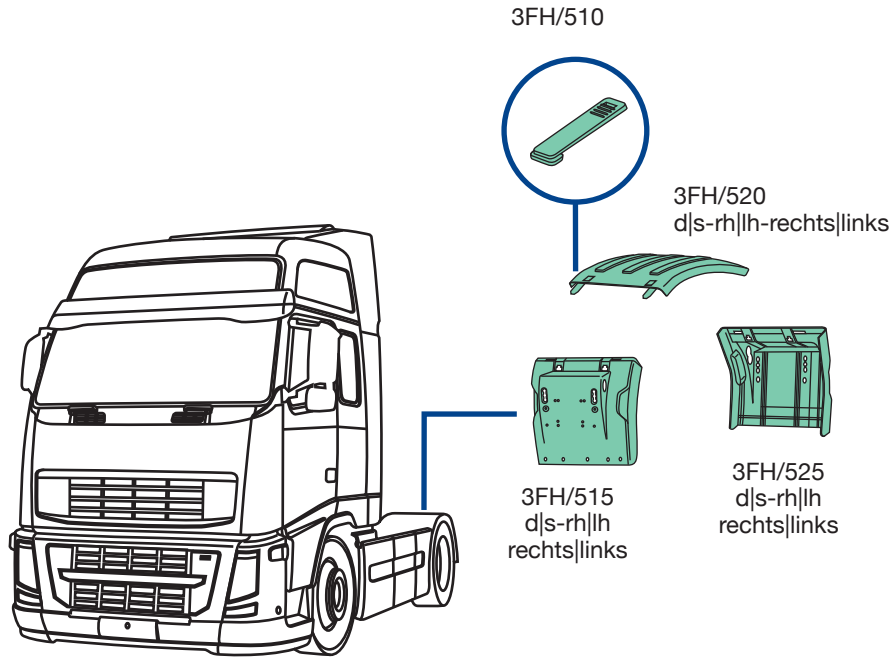 3FH/510
3FH/520
d|s-rh|lh-rechts|links
3FH/515
d|s-rh|lh
rechts|links
3FH/525
d|s-rh|lh
rechts|links